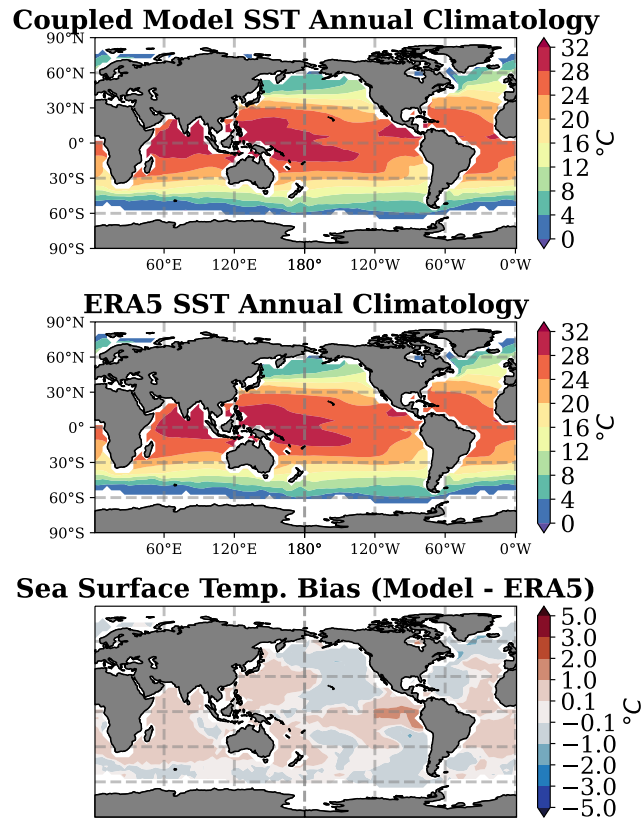 Coupled Model SST Annual Climatology
90°N
60°N
30°N
0°
30°S
60°S
90°S
60°E 120°E 180° 120°W 60°W 0°W
32
28
24
20
16
12
8
4
0
°C
ERA5 SST Annual Climatology
90°N
60°N
30°N
0°
30°S
60°S
90°S
60°E 120°E 180° 120°W 60°W 0°W
32
28
24
20
16
12
8
4
0
°C
Sea Surface Temp. Bias (Model - ERA5)
5.0
3.0
2.0
1.0
0.1
−0.1
−1.0
−2.0
−3.0
−5.0
°C